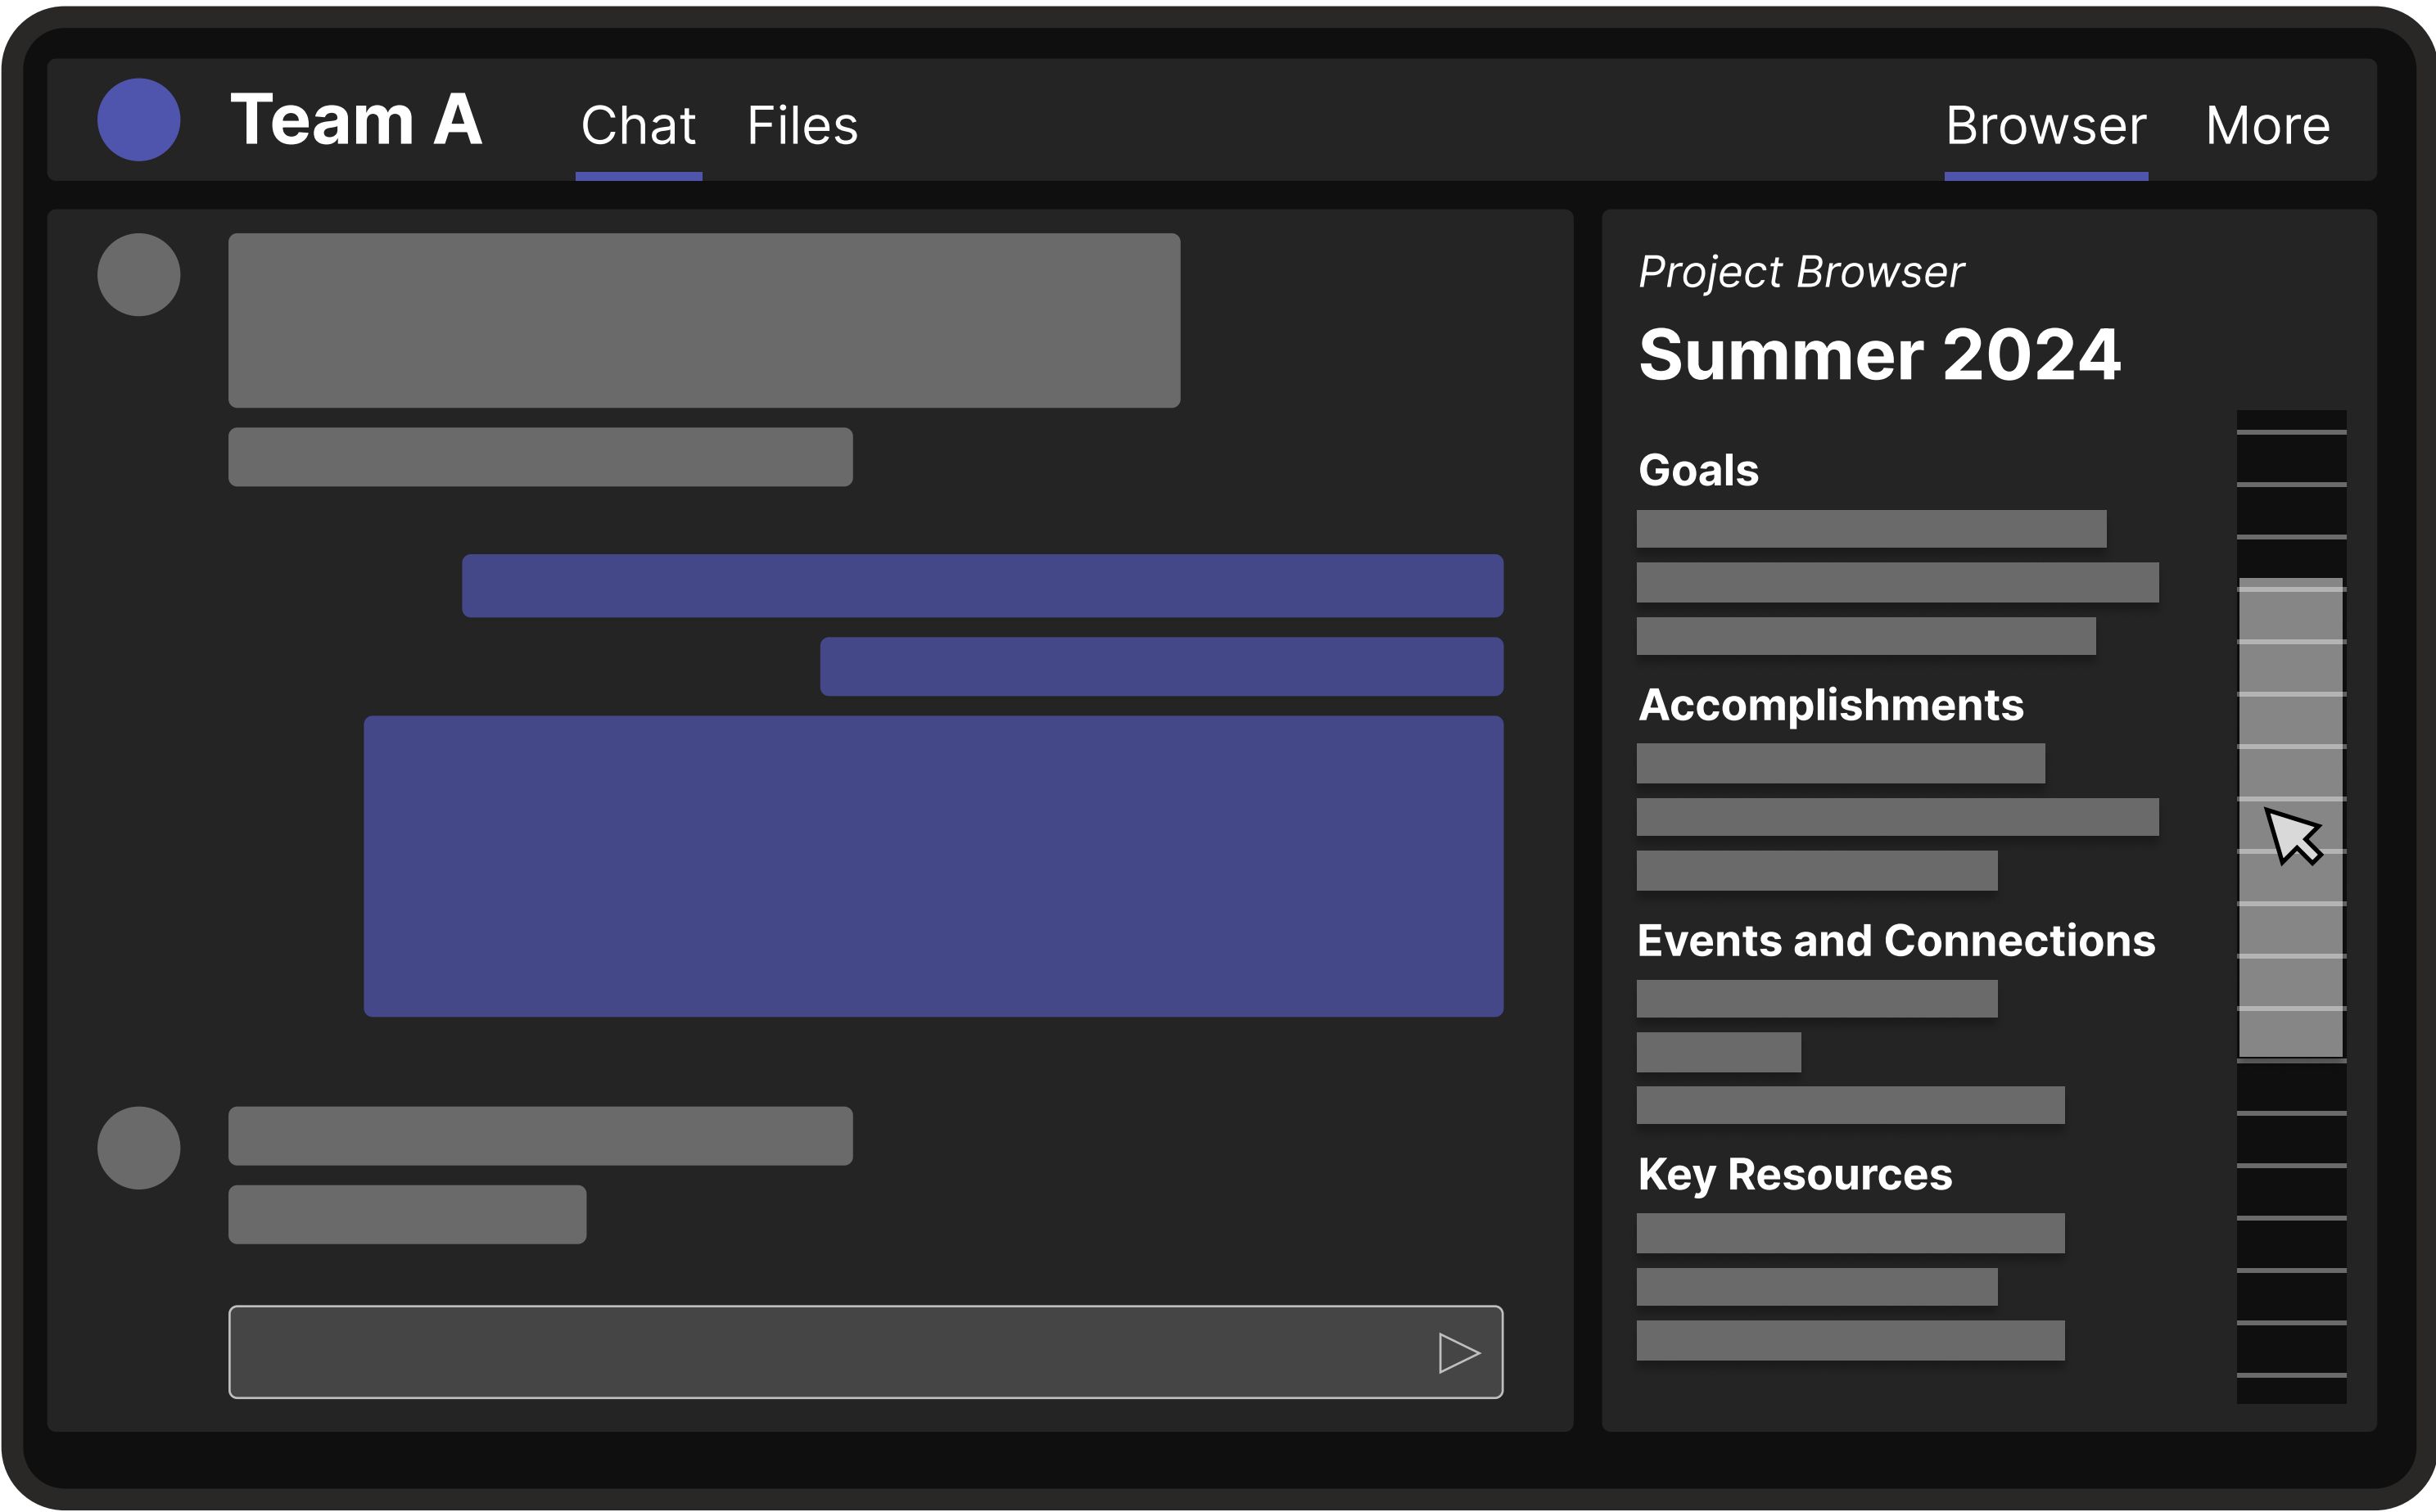 Team A
Chat
Files
Browser
More
Project Browser
Summer 2024
Goals
Accomplishments
Events and Connections
Key Resources